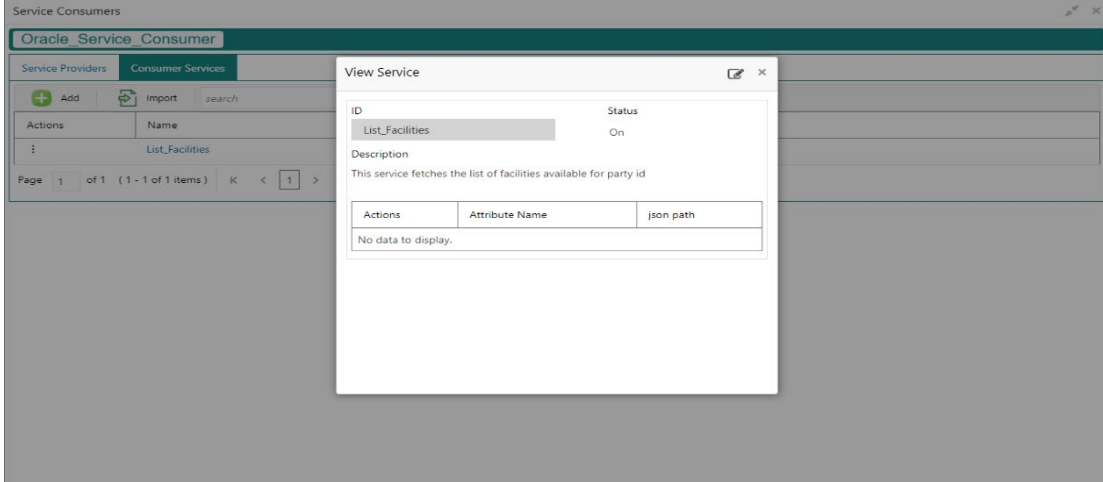 Service Consumers
Oracle_Service_Consumer
Service Providers Consumer Services
Add Import search
Actions Name
List_Facilities
Page 1 of 1 (1 - 1 of 1 items) K < 1 >
View Service
ID Status
List_Facilities On
Description
This service fetches the list of facilities available for party id
Actions Attribute Name json path
No data to display.